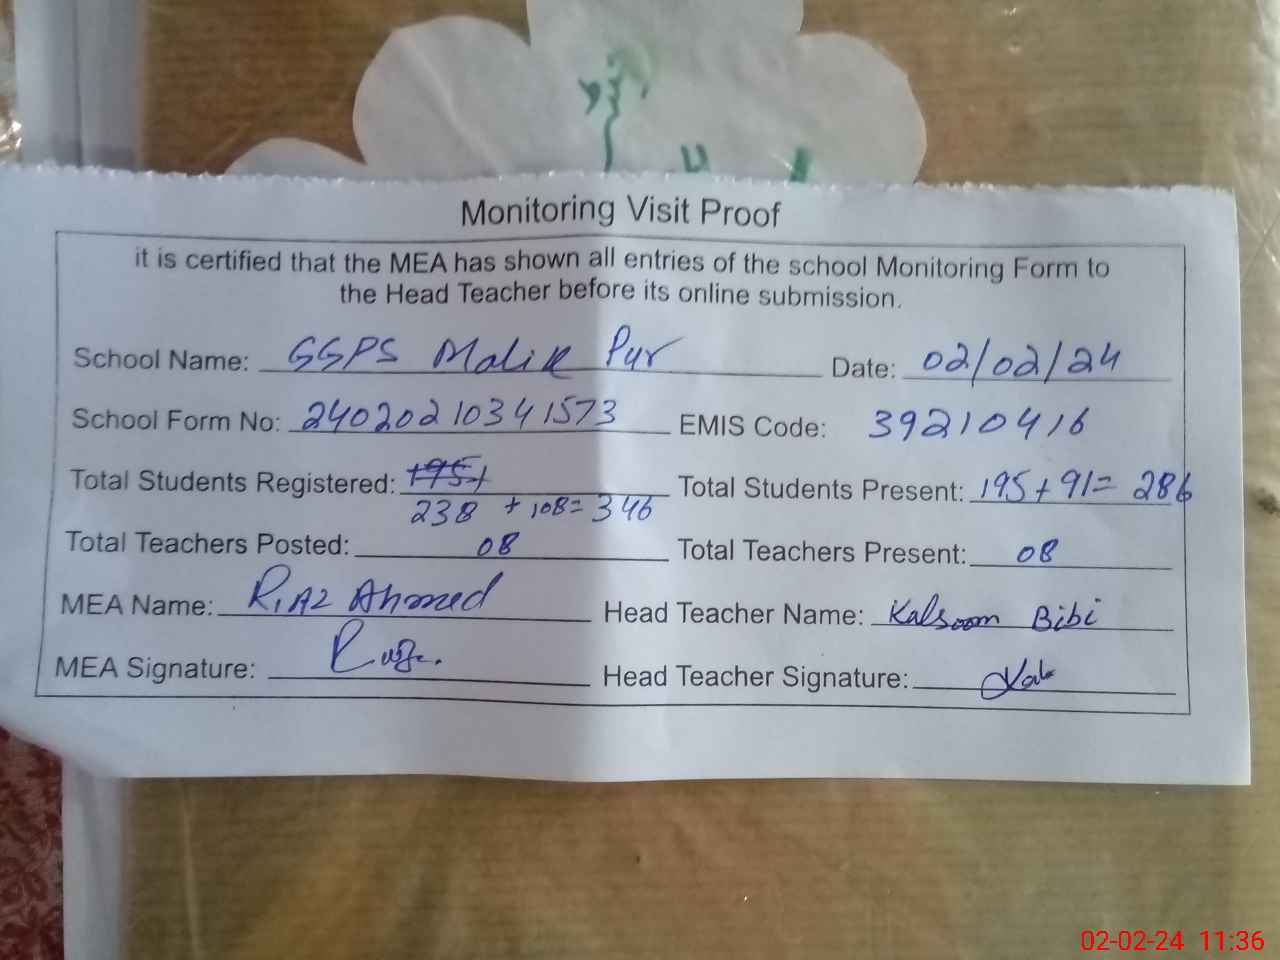 Monitoring Visit Proof
it is certified that the MEA has shown all entries of the school Monitoring Form to
the Head Teacher before its online submission.
School Name: GGPS Malik Pur Date: 02/02/24
School Form No: 24020210341573 EMIS Code: 39210416
Total Students Registered: 195+ Total Students Present: 195+91= 286
238 + 108= 346
Total Teachers Posted: 08 Total Teachers Present: 08
MEA Name: Riaz Ahmed Head Teacher Name: Kalsoom Bibi
MEA Signature: Head Teacher Signature: Kal
02-02-24 11:36